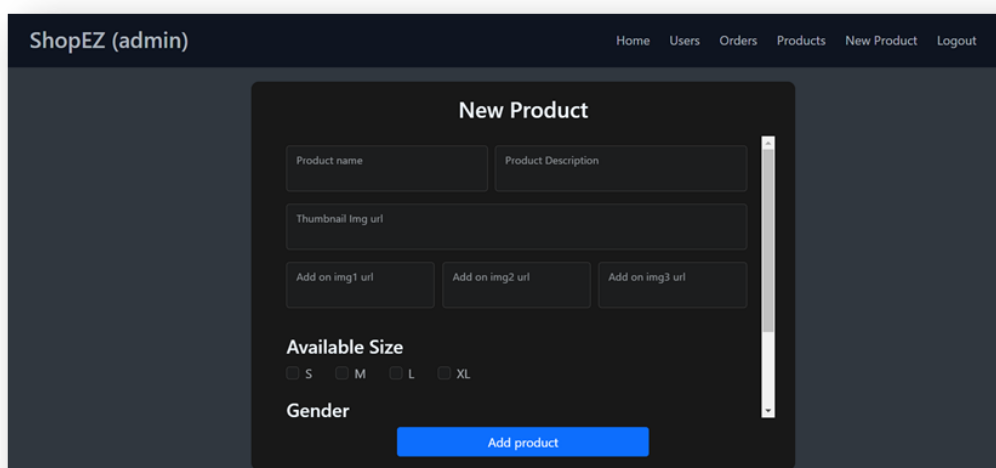 ShopEZ (admin)
Home Users Orders Products New Product Logout
New Product
Product name Product Description
Thumbnail Img url
Add on img1 url Add on img2 url Add on img3 url
Available Size
S M L XL
Gender
Add product